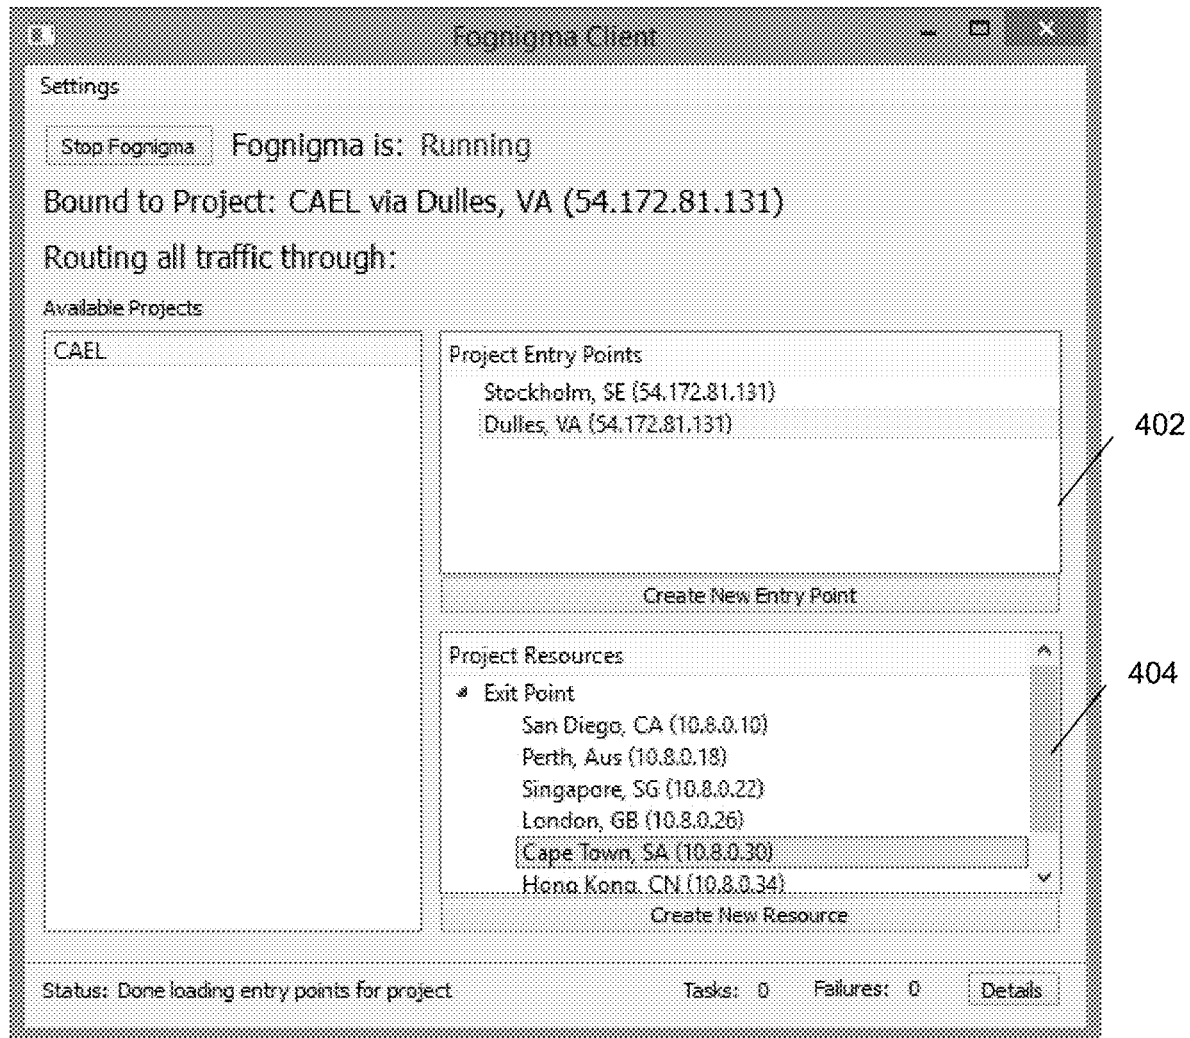 Fognigma Client
Settings
Stop Fognigma Fognigma is: Running
Bound to Project: CAEL via Dulles, VA (54.172.81.131)
Routing all traffic through:
Available Projects
CAEL
Project Entry Points
Stockholm, SE (54.172.81.131)
Dulles, VA (54.172.81.131)
402
Create New Entry Point
Project Resources
404
Exit Point
San Diego, CA (10.8.0.10)
Perth, Aus (10.8.0.18)
Singapore, SG (10.8.0.22)
London, GB (10.8.0.26)
Cape Town, SA (10.8.0.30)
Hong Kong, CN (10.8.0.34)
Create New Resource
Status: Done loading entry points for project Tasks: 0 Failures: 0 Details